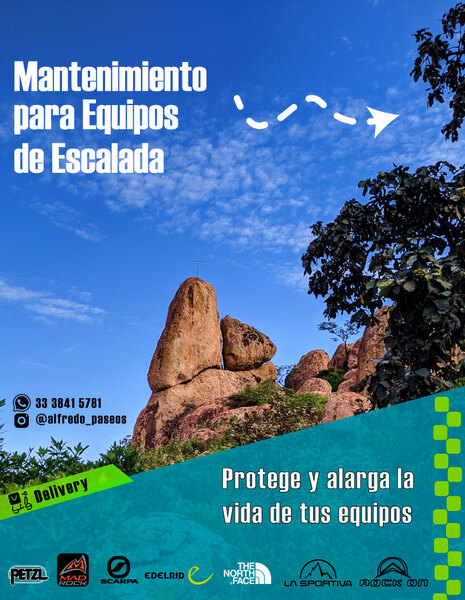 Mantenimiento
para Equipos
de Escalada
33 3841 5781
@alfredo_paseos
Delivery
Protege y alarga la
vida de tus equipos
PETZL
MAD ROCK
SCARPA
EDELRID
THE NORTH FACE
LA SPORTIVA
ROCK ON